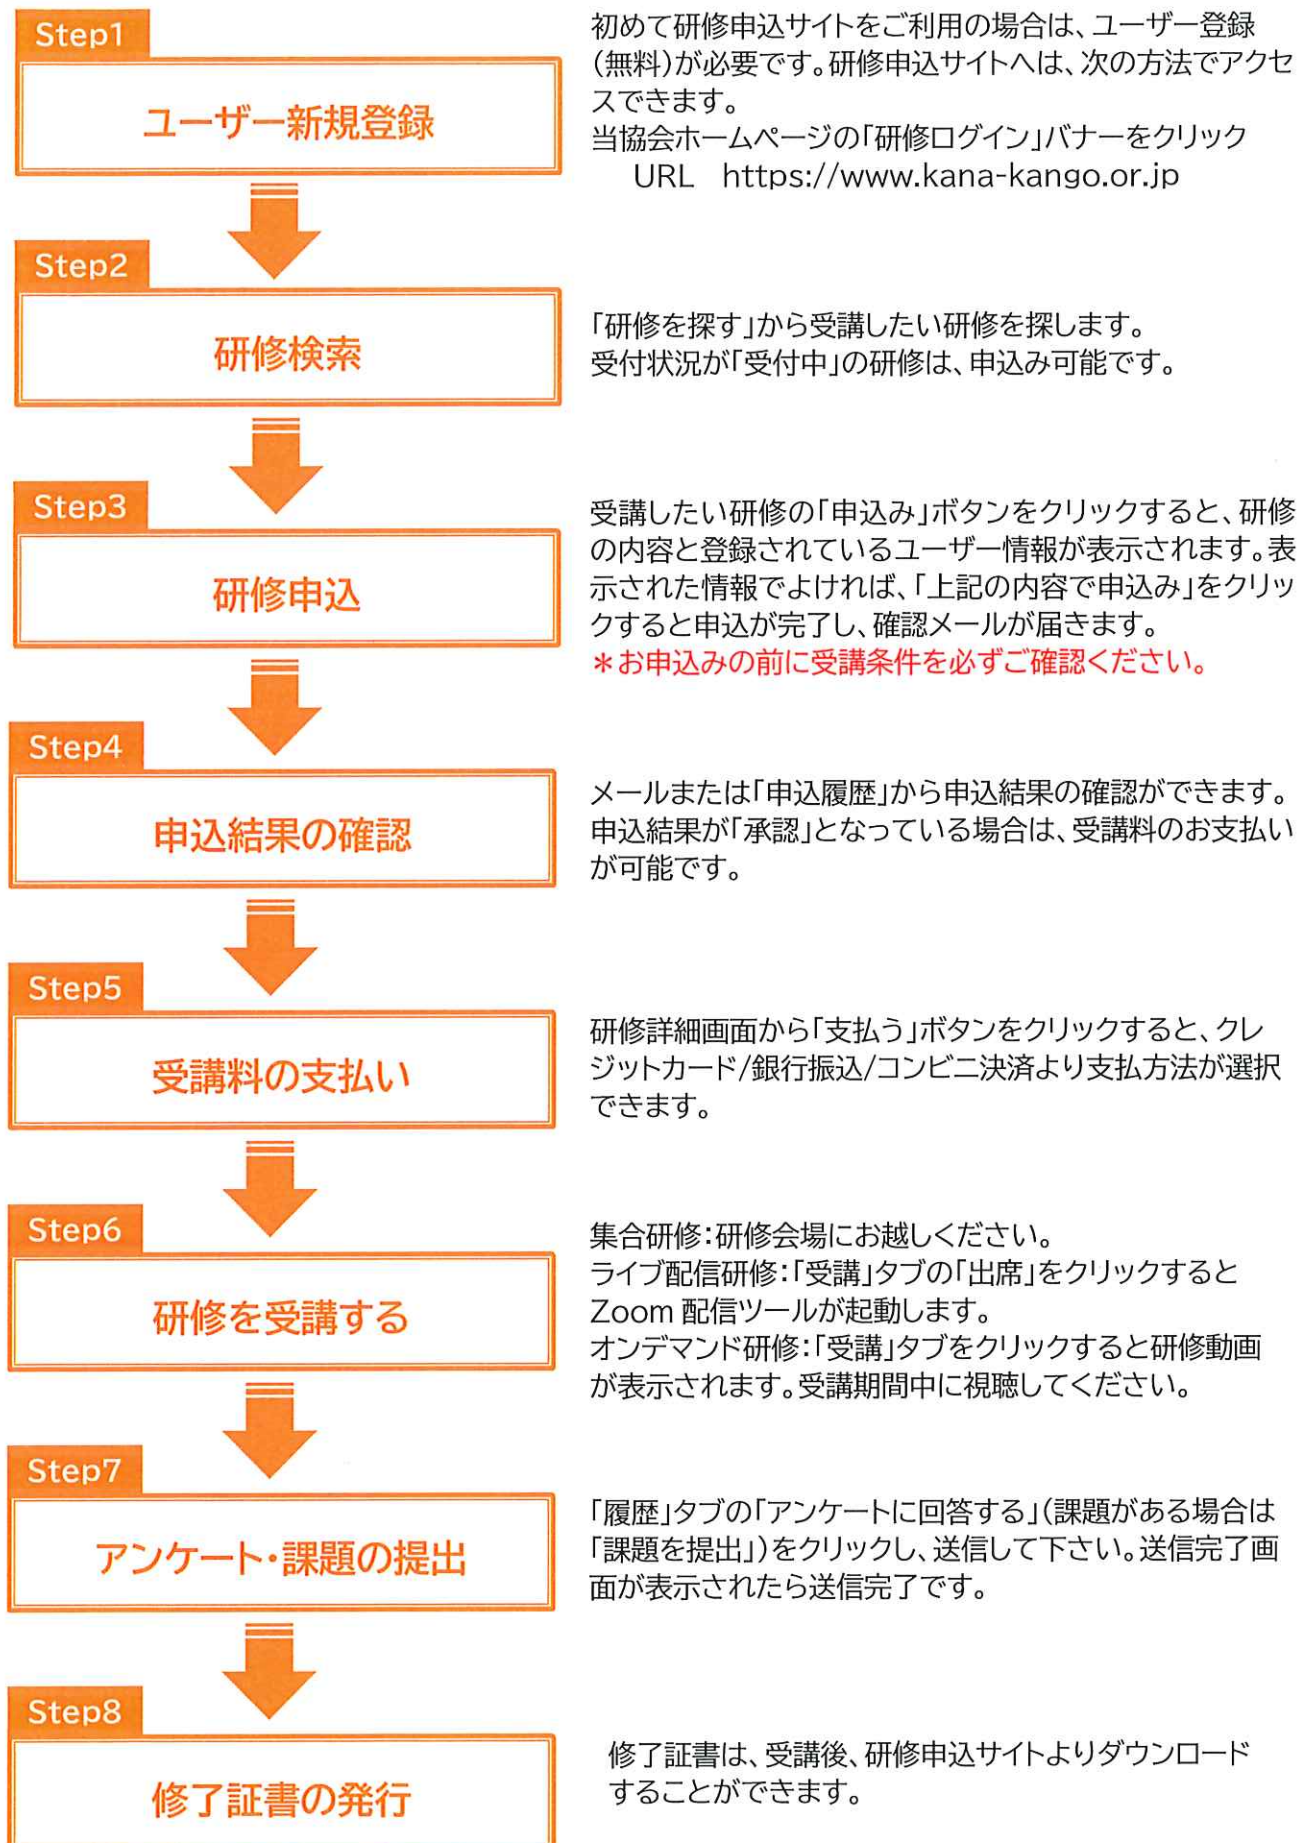 Step1
ユーザー新規登録
初めて研修申込サイトをご利用の場合は、ユーザー登録
(無料)が必要です。研修申込サイトへは、次の方法でアクセ
スできます。
当協会ホームページの「研修ログイン」バナーをクリック
URL https://www.kana-kango.or.jp
Step2
研修検索
「研修を探す」から受講したい研修を探します。
受付状況が「受付中」の研修は、申込み可能です。
Step3
研修申込
受講したい研修の「申込み」ボタンをクリックすると、研修
の内容と登録されているユーザー情報が表示されます。表
示された情報でよければ、「上記の内容で申込み」をクリッ
クすると申込が完了し、確認メールが届きます。
＊お申込みの前に受講条件を必ずご確認ください。
Step4
申込結果の確認
メールまたは「申込履歴」から申込結果の確認ができます。
申込結果が「承認」となっている場合は、受講料のお支払い
が可能です。
Step5
受講料の支払い
研修詳細画面から「支払う」ボタンをクリックすると、クレ
ジットカード/銀行振込/コンビニ決済より支払方法が選択
できます。
Step6
研修を受講する
集合研修:研修会場にお越しください。
ライブ配信研修:「受講」タブの「出席」をクリックすると
Zoom 配信ツールが起動します。
オンデマンド研修:「受講」タブをクリックすると研修動画
が表示されます。受講期間中に視聴してください。
Step7
アンケート・課題の提出
「履歴」タブの「アンケートに回答する」(課題がある場合は
「課題を提出」)をクリックし、送信して下さい。送信完了画
面が表示されたら送信完了です。
Step8
修了証書の発行
修了証書は、受講後、研修申込サイトよりダウンロード
することができます。